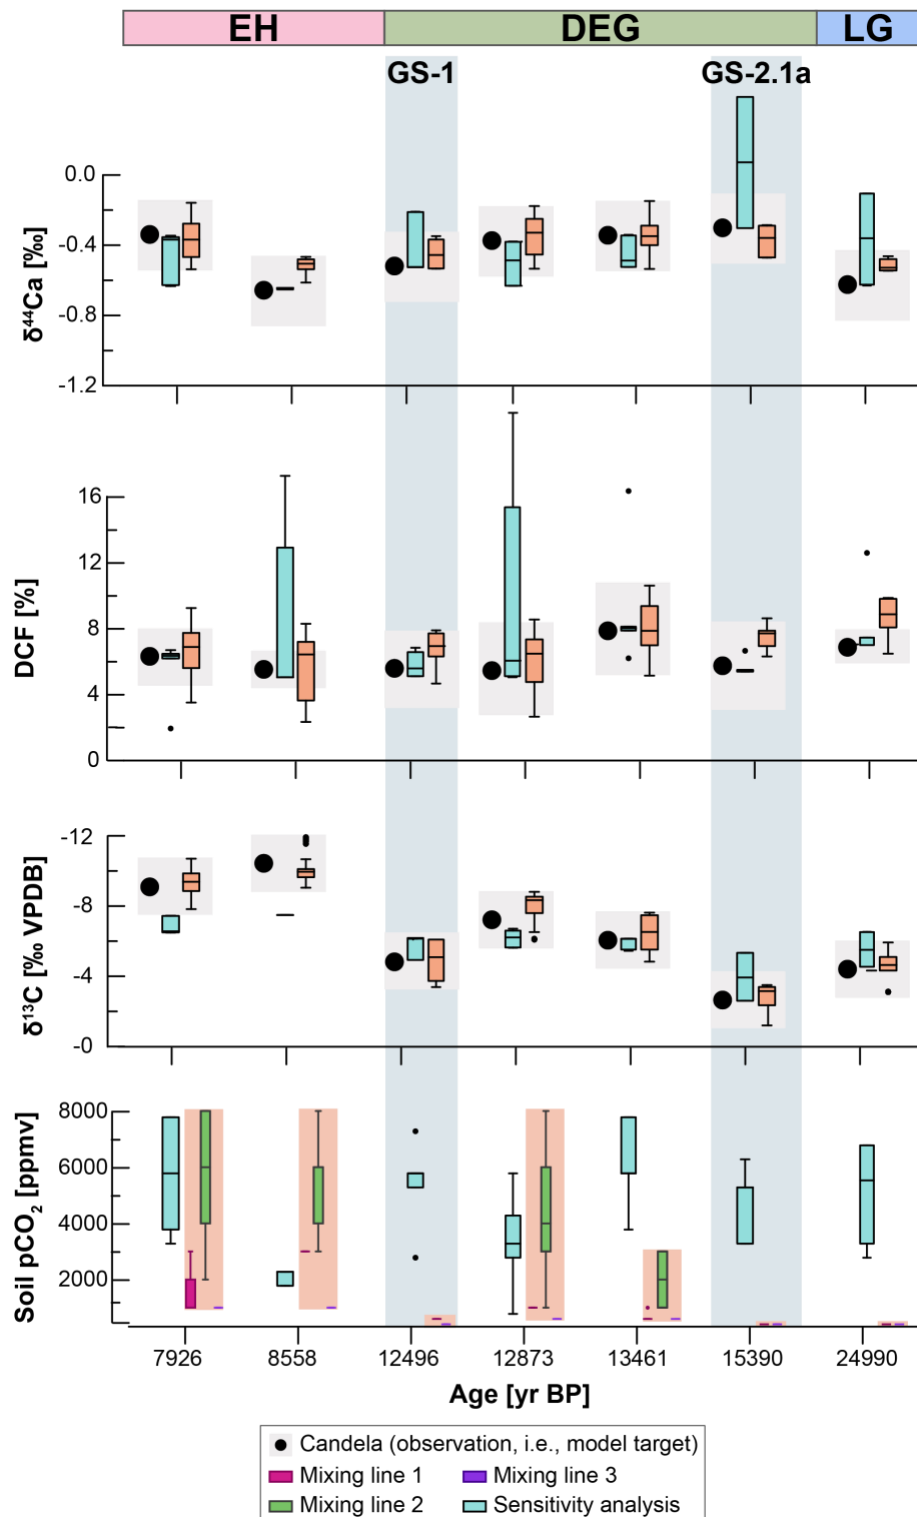 EH DEG LG
GS-1 GS-2.1a
δ⁴⁴Ca [‰]
0.0
-0.4
-0.8
-1.2
DCF [%]
16
12
8
4
0
δ¹³C [‰ VPDB]
-12
-8
-4
-0
Soil pCO₂ [ppmv]
8000
6000
4000
2000
7926 8558 12496 12873 13461 15390 24990
Age [yr BP]
Candela (observation, i.e., model target)
Mixing line 1 Mixing line 3
Mixing line 2 Sensitivity analysis